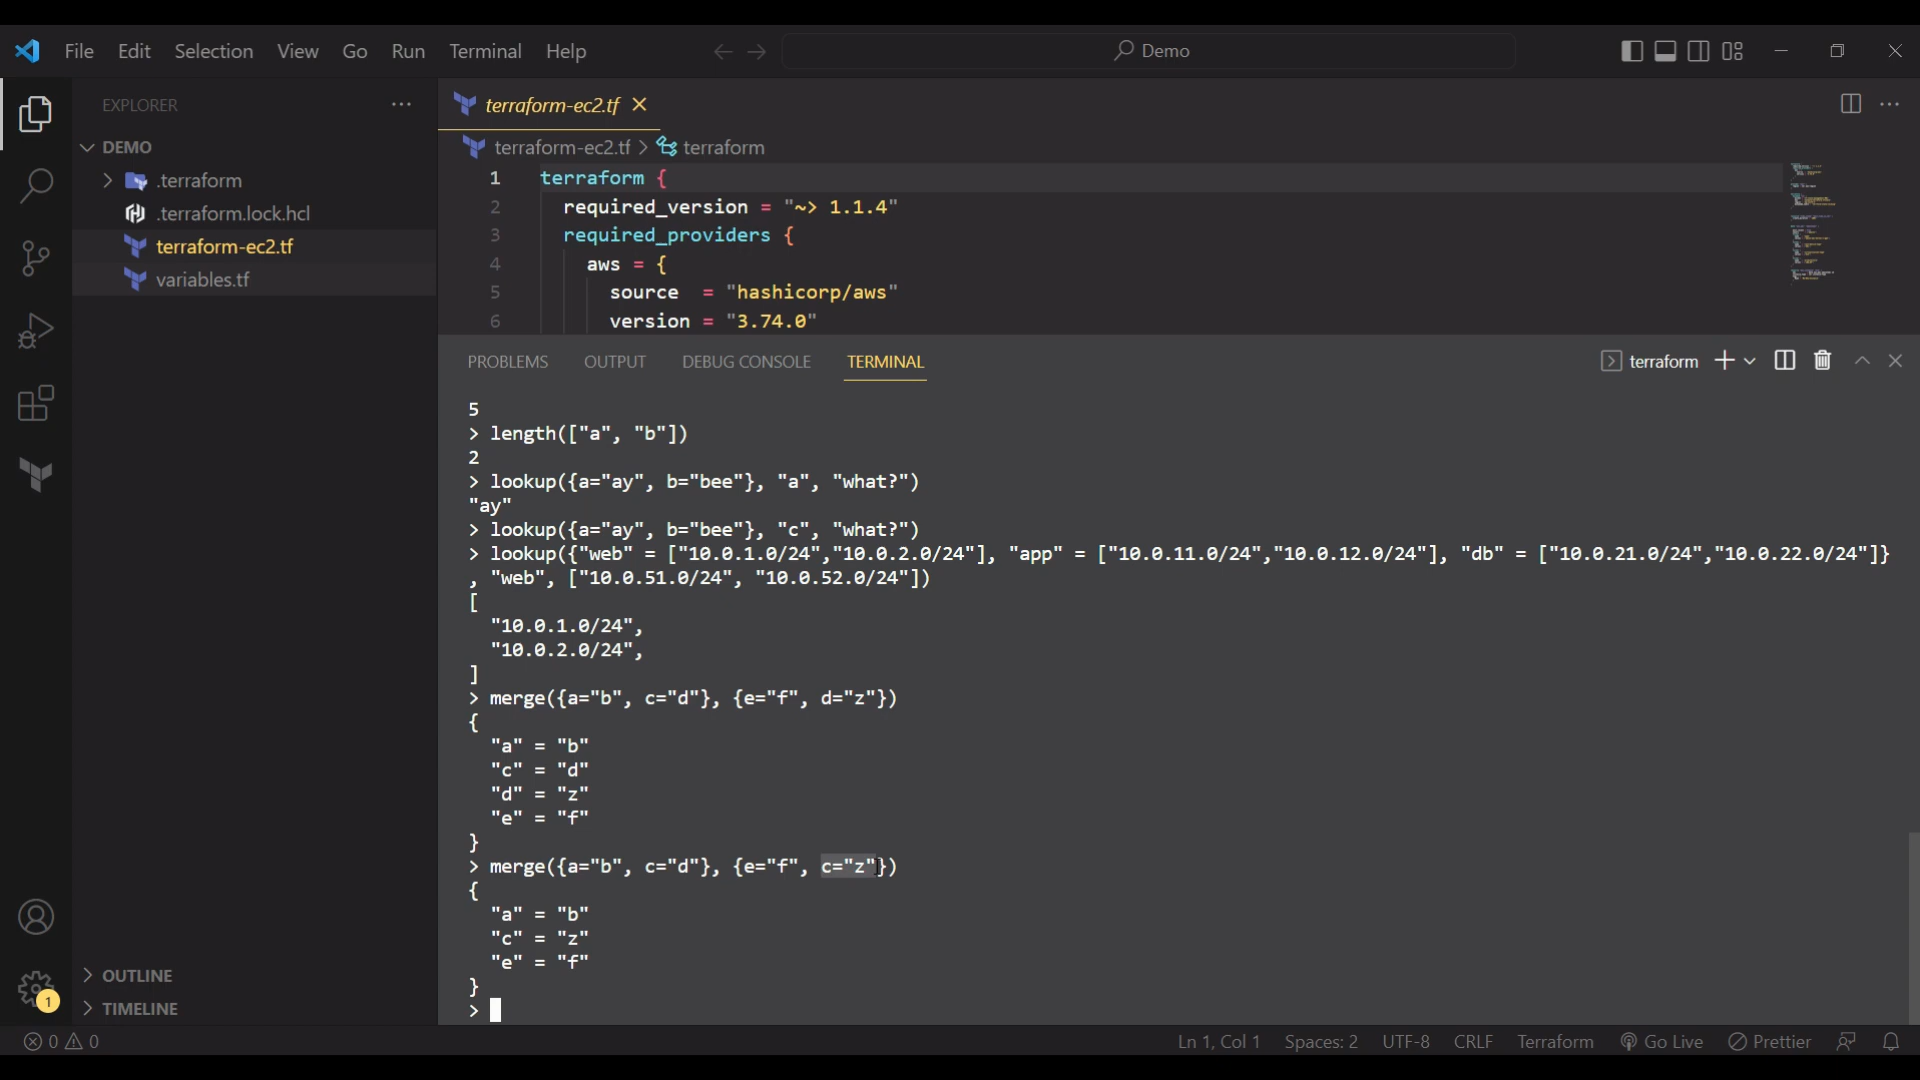 File Edit Selection View Go Run Terminal Help
Demo
EXPLORER
DEMO
.terraform
.terraform.lock.hcl
terraform-ec2.tf
variables.tf
OUTLINE
TIMELINE
1
terraform-ec2.tf
terraform-ec2.tf > terraform
1 terraform {
2 required_version = "~> 1.1.4"
3 required_providers {
4 aws = {
5 source = "hashicorp/aws"
6 version = "3.74.0"
PROBLEMS OUTPUT DEBUG CONSOLE TERMINAL
terraform
5
> length(["a", "b"])
2
> lookup({a="ay", b="bee"}, "a", "what?")
"ay"
> lookup({a="ay", b="bee"}, "c", "what?")
> lookup({"web" = ["10.0.1.0/24","10.0.2.0/24"], "app" = ["10.0.11.0/24","10.0.12.0/24"], "db" = ["10.0.21.0/24","10.0.22.0/24"]}
, "web", ["10.0.51.0/24", "10.0.52.0/24"])
[
"10.0.1.0/24",
"10.0.2.0/24",
]
> merge({a="b", c="d"}, {e="f", d="z"})
{
"a" = "b"
"c" = "d"
"d" = "z"
"e" = "f"
}
> merge({a="b", c="d"}, {e="f", c="z"})
{
"a" = "b"
"c" = "z"
"e" = "f"
}
>
0 0
Ln 1, Col 1 Spaces: 2 UTF-8 CRLF Terraform Go Live Prettier